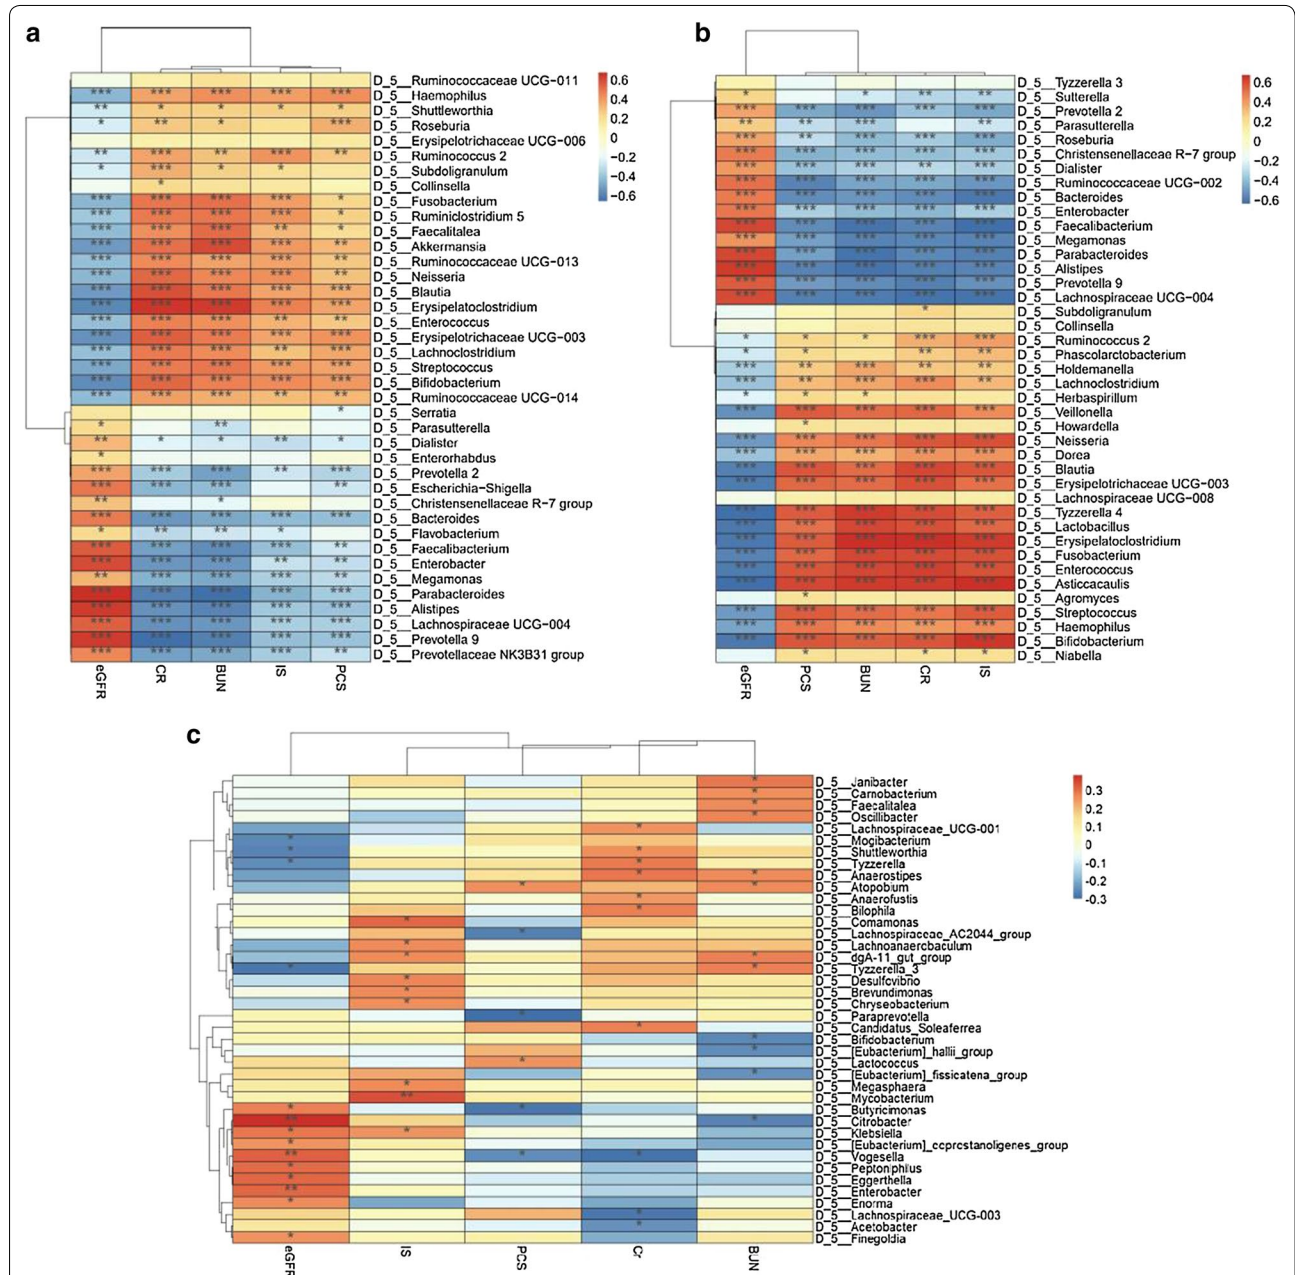 a
D_5__Ruminococcaceae UCG-011
D_5__Haemophilus
D_5__Shuttleworthia
D_5__Roseburia
D_5__Erysipelotrichaceae UCG-006
D_5__Ruminococcus 2
D_5__Subdoligranulum
D_5__Collinsella
D_5__Fusobacterium
D_5__Ruminiclostridium 5
D_5__Faecalitalea
D_5__Akkermansia
D_5__Ruminococcaceae UCG-013
D_5__Neisseria
D_5__Blautia
D_5__Erysipelatoclostridium
D_5__Enterococcus
D_5__Erysipelotrichaceae UCG-003
D_5__Lachnoclostridium
D_5__Streptococcus
D_5__Bifidobacterium
D_5__Ruminococcaceae UCG-014
D_5__Serratia
D_5__Parasutterella
D_5__Dialister
D_5__Enterorhabdus
D_5__Prevotella 2
D_5__Escherichia-Shigella
D_5__Christensenellaceae R-7 group
D_5__Bacteroides
D_5__Flavobacterium
D_5__Faecalibacterium
D_5__Enterobacter
D_5__Megamonas
D_5__Parabacteroides
D_5__Alistipes
D_5__Lachnospiraceae UCG-004
D_5__Prevotella 9
D_5__Prevotellaceae NK3B31 group
eGFR CR BUN IS PCS
0.6
0.4
0.2
0
-0.2
-0.4
-0.6
b
D_5__Tyzzerella 3
D_5__Sutterella
D_5__Prevotella 2
D_5__Parasutterella
D_5__Roseburia
D_5__Christensenellaceae R-7 group
D_5__Dialister
D_5__Ruminococcaceae UCG-002
D_5__Bacteroides
D_5__Enterobacter
D_5__Faecalibacterium
D_5__Megamonas
D_5__Parabacteroides
D_5__Alistipes
D_5__Prevotella 9
D_5__Lachnospiraceae UCG-004
D_5__Subdoligranulum
D_5__Collinsella
D_5__Ruminococcus 2
D_5__Phascolarctobacterium
D_5__Holdemanella
D_5__Lachnoclostridium
D_5__Herbaspirillum
D_5__Veillonella
D_5__Howardella
D_5__Neisseria
D_5__Dorea
D_5__Blautia
D_5__Erysipelotrichaceae UCG-003
D_5__Lachnospiraceae UCG-008
D_5__Tyzzerella 4
D_5__Lactobacillus
D_5__Erysipelatoclostridium
D_5__Fusobacterium
D_5__Enterococcus
D_5__Asticcacaulis
D_5__Agromyces
D_5__Streptococcus
D_5__Haemophilus
D_5__Bifidobacterium
D_5__Niabella
eGFR PCS BUN CR IS
0.6
0.4
0.2
0
-0.2
-0.4
-0.6
c
D_5__Janibacter
D_5__Carnobacterium
D_5__Faecalitalea
D_5__Oscillibacter
D_5__Lachnospiraceae_UCG-001
D_5__Mogibacterium
D_5__Shuttleworthia
D_5__Tyzzerella
D_5__Anaerostipes
D_5__Atopobium
D_5__Anaerofustis
D_5__Bilophila
D_5__Comamonas
D_5__Lachnospiraceae_AC2044_group
D_5__Lachnoanaerobaculum
D_5__dgA-11_gut_group
D_5__Tyzzerella_3
D_5__Desulfovibrio
D_5__Brevundimonas
D_5__Chryseobacterium
D_5__Paraprevotella
D_5__Candidatus_Soleaferrea
D_5__Bifidobacterium
D_5__[Eubacterium]_hallii_group
D_5__Lactococcus
D_5__[Eubacterium]_fissicatena_group
D_5__Megasphaera
D_5__Mycobacterium
D_5__Butyricimonas
D_5__Citrobacter
D_5__Klebsiella
D_5__[Eubacterium]_coprostanoligenes_group
D_5__Vogesella
D_5__Peptoniphilus
D_5__Eggerthella
D_5__Enterobacter
D_5__Enorma
D_5__Lachnospiraceae_UCG-003
D_5__Acetobacter
D_5__Finegoldia
eGFR IS PCS Cr BUN
0.3
0.2
0.1
0
-0.1
-0.2
-0.3